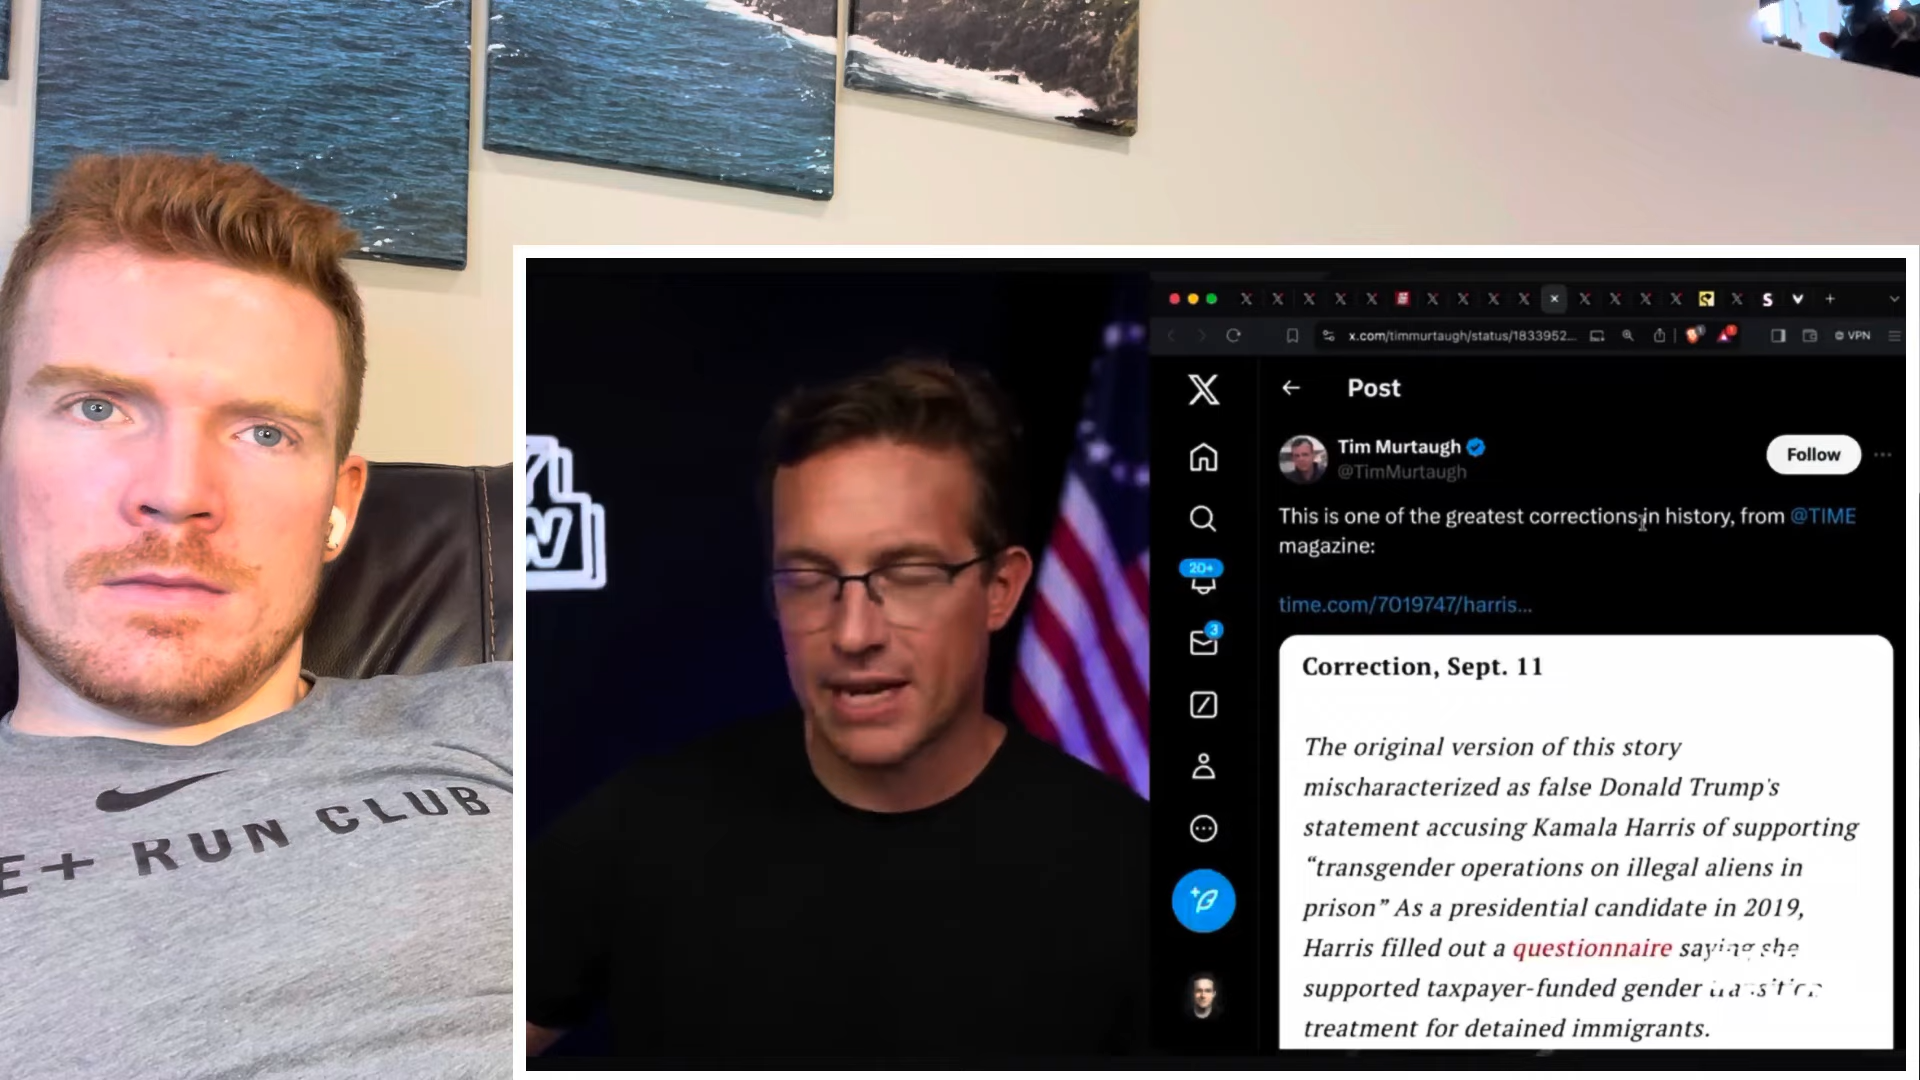 x.com/timmurtaugh/status/1833952...
VPN
Post
Tim Murtaugh
@TimMurtaugh
Follow
This is one of the greatest corrections in history, from @TIME
magazine:
time.com/7019747/harris...
20+
3
Correction, Sept. 11
The original version of this story
mischaracterized as false Donald Trump's
statement accusing Kamala Harris of supporting
“transgender operations on illegal aliens in
prison” As a presidential candidate in 2019,
Harris filled out a questionnaire saying she
supported taxpayer-funded gender transition
treatment for detained immigrants.
E+ RUN CLUB